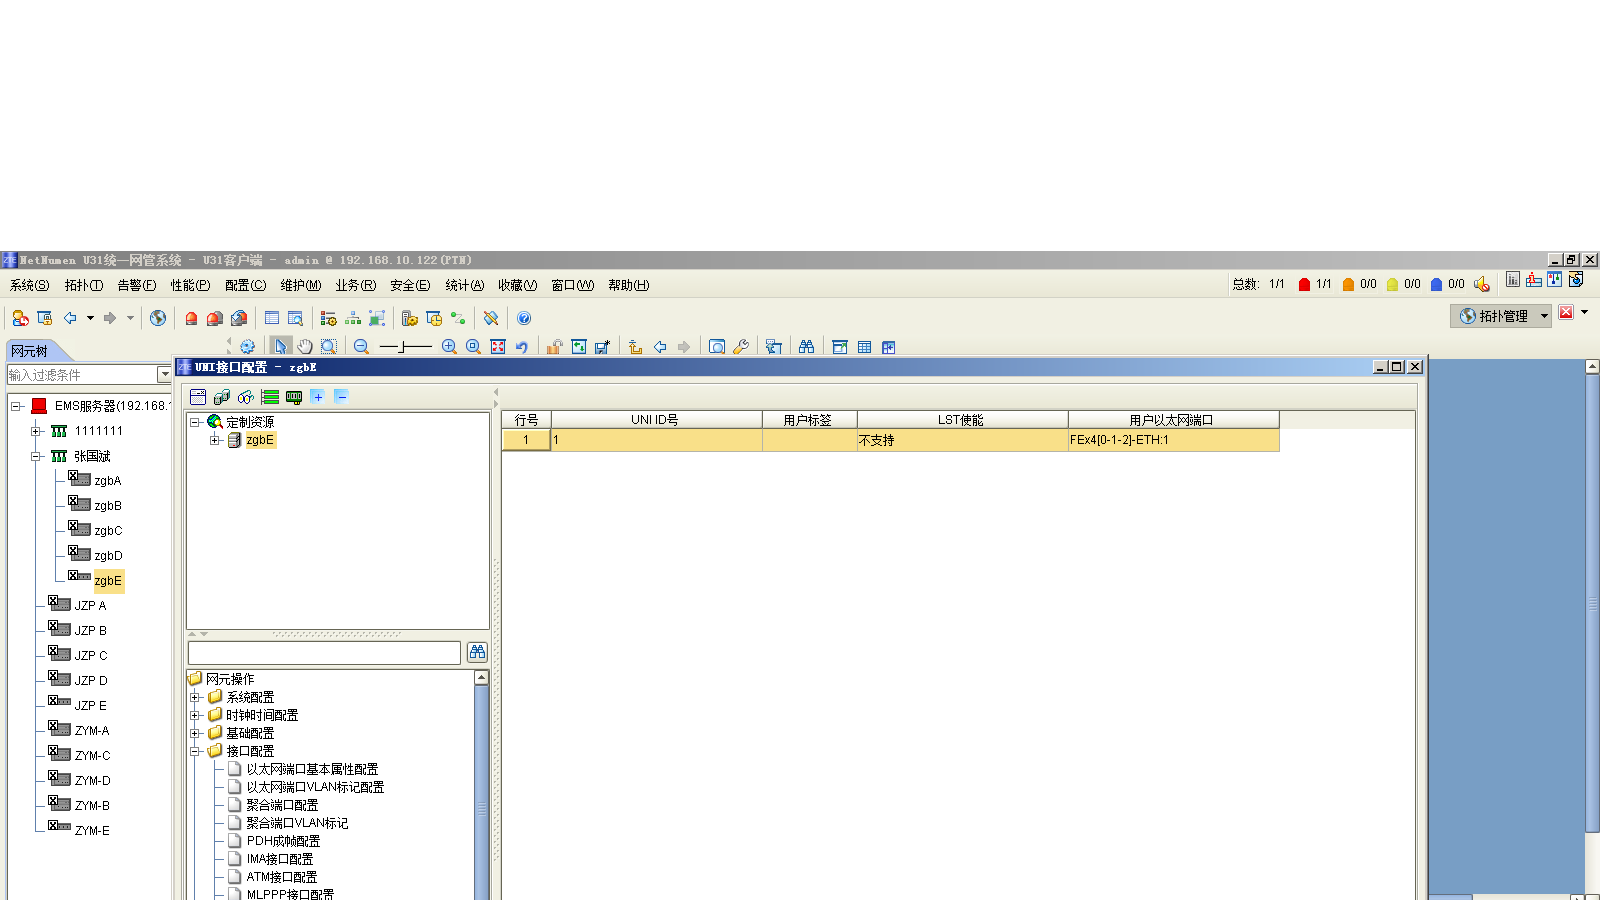 NetNumen U31统一网管系统 - U31客户端 - admin @ 192.168.10.122(PTN)
系统(S) 拓扑(T) 告警(F) 性能(P) 配置(C) 维护(M) 业务(R) 安全(E) 统计(A) 收藏(V) 窗口(W) 帮助(H) 总数: 1/1 1/1 0/0 0/0 0/0
拓扑管理
网元树
输入过滤条件
EMS服务器(192.168.1
1111111
张国斌
zgbA
zgbB
zgbC
zgbD
zgbE
JZP A
JZP B
JZP C
JZP D
JZP E
ZYM-A
ZYM-C
ZYM-D
ZYM-B
ZYM-E
ZTE UNI接口配置 - zgbE
定制资源
zgbE
网元操作
系统配置
时钟时间配置
基础配置
接口配置
以太网端口基本属性配置
以太网端口VLAN标记配置
聚合端口配置
聚合端口VLAN标记
PDH成帧配置
IMA接口配置
ATM接口配置
MLPPP接口配置
行号 UNI ID号 用户标签 LST使能 用户以太网端口
1 1 不支持 FEx4[0-1-2]-ETH:1